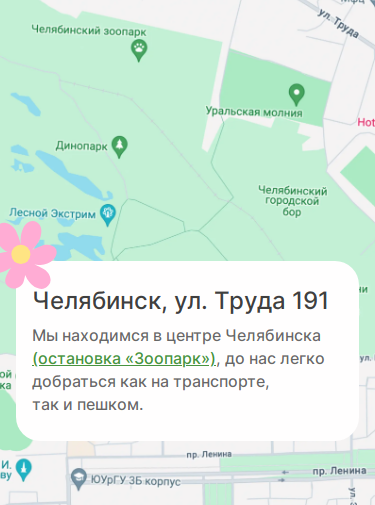 Челябинский зоопарк
ул. Труда
Уральская молния
Hot
Динопарк
Челябинский
городской
бор
Лесной Экстрим
Челябинск, ул. Труда 191
Мы находимся в центре Челябинска
(остановка «Зоопарк»), до нас легко
добраться как на транспорте,
так и пешком.
пр. Ленина
И.
ву
ЮУрГУ 3Б корпус
пр. Ленина